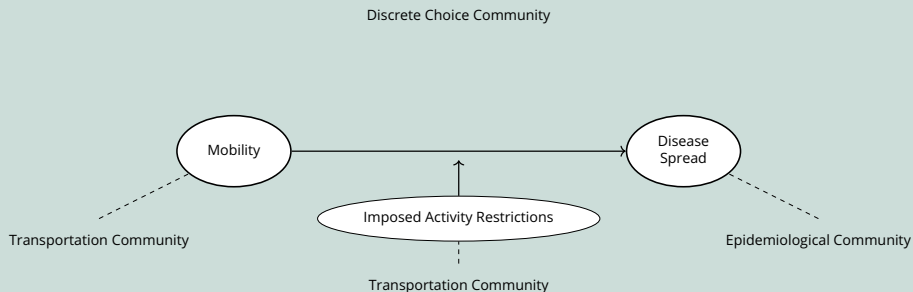 Discrete Choice Community
Mobility
Disease
Spread
Imposed Activity Restrictions
Transportation Community
Epidemiological Community
Transportation Community